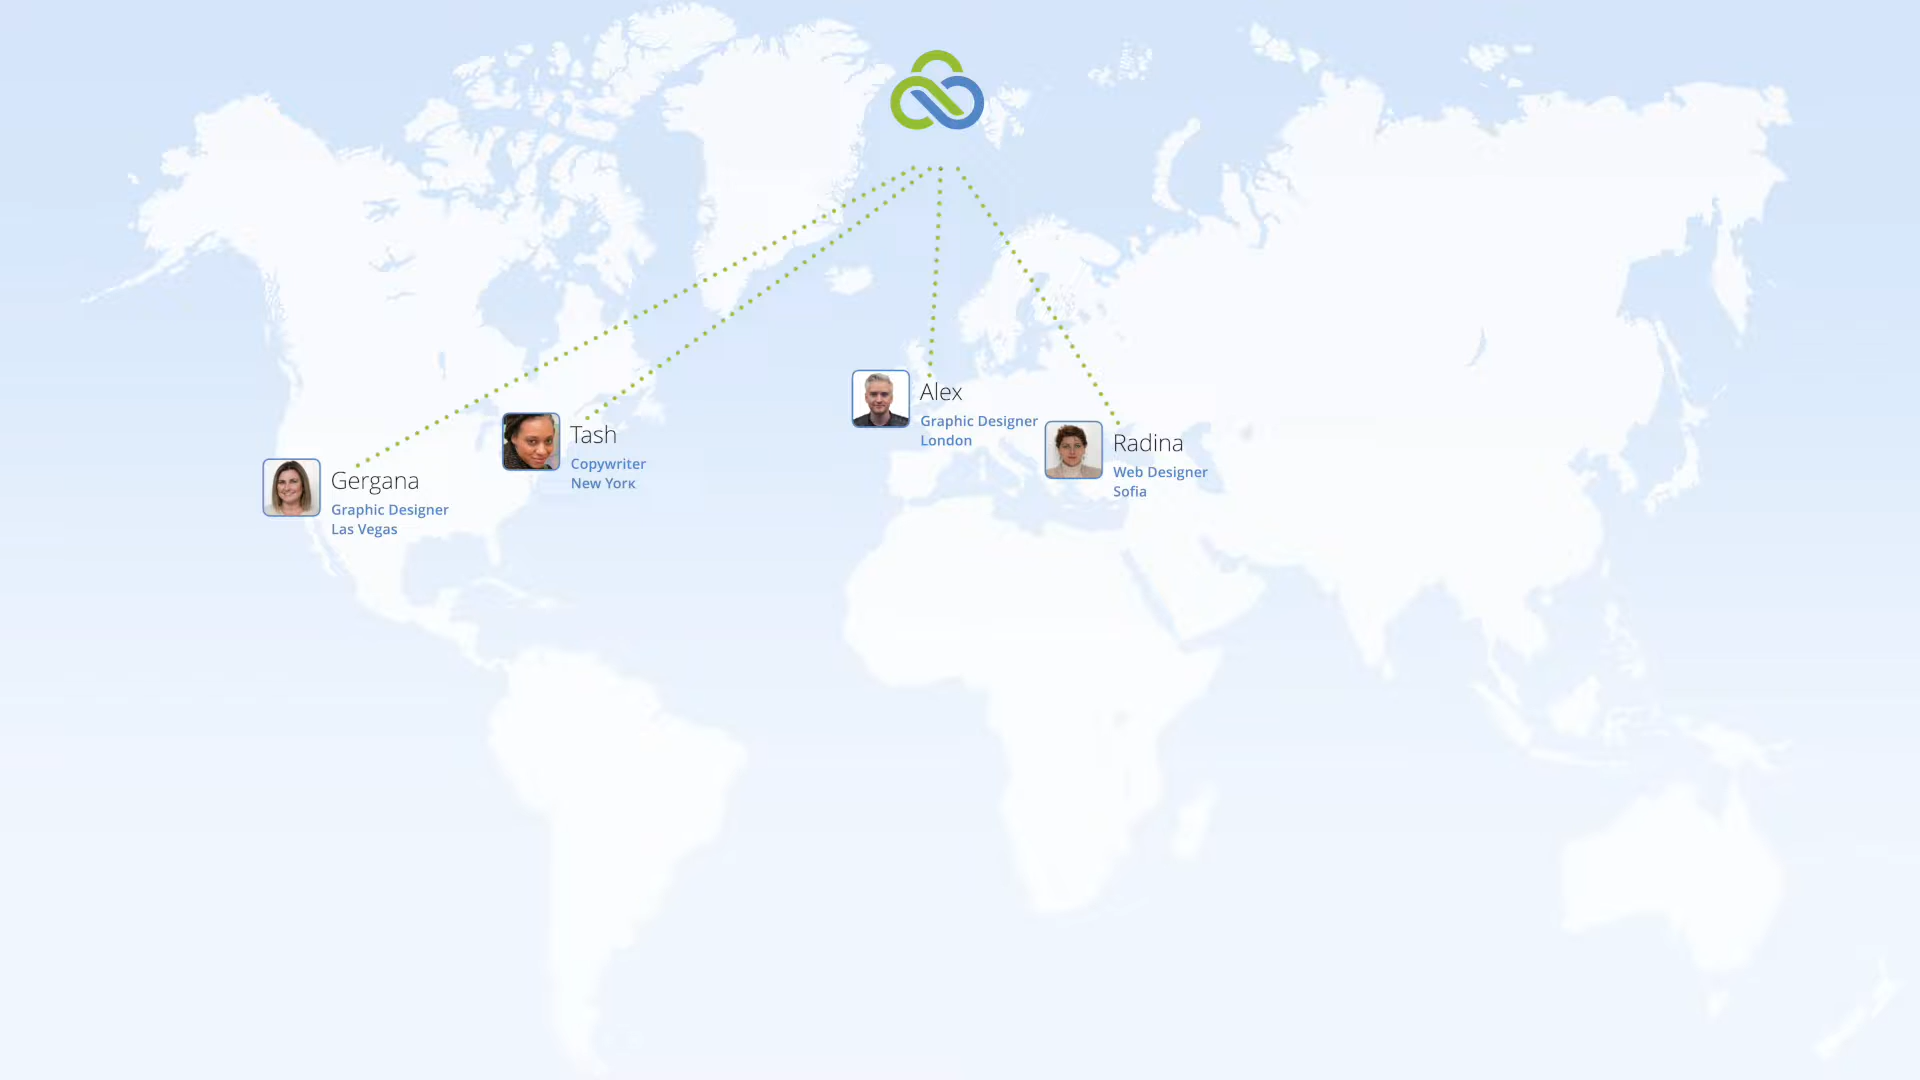 Alex
Graphic Designer
London
Tash
Copywriter
New York
Radina
Web Designer
Sofia
Gergana
Graphic Designer
Las Vegas